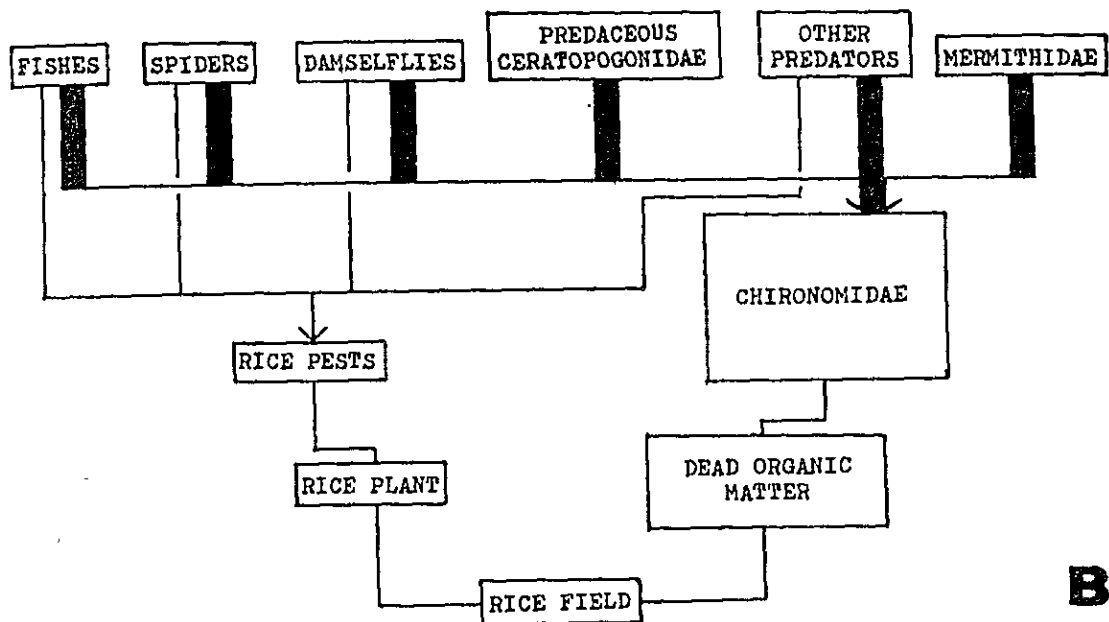 FISHES
SPIDERS
DAMSELFLIES
PREDACEOUS
CERATOPOGONIDAE
OTHER
PREDATORS
MERMITHIDAE
CHIRONOMIDAE
RICE PESTS
DEAD ORGANIC
MATTER
RICE PLANT
RICE FIELD
B